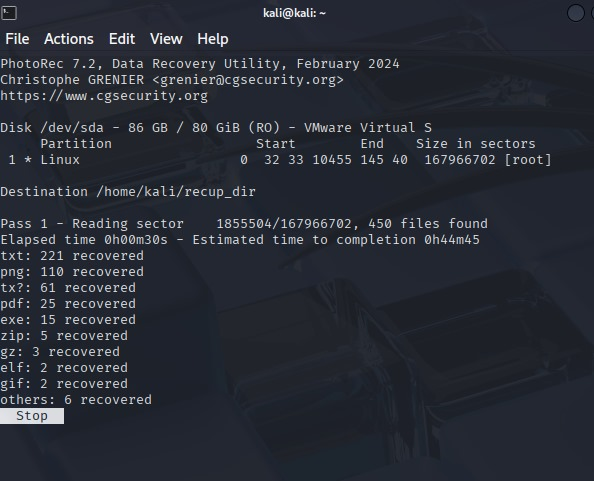 kali@kali: ~
File Actions Edit View Help
PhotoRec 7.2, Data Recovery Utility, February 2024
Christophe GRENIER <grenier@cgsecurity.org>
https://www.cgsecurity.org
Disk /dev/sda - 86 GB / 80 GiB (RO) - VMware Virtual S
Partition Start End Size in sectors
1 * Linux 0 32 33 10455 145 40 167966702 [root]
Destination /home/kali/recup_dir
Pass 1 - Reading sector 1855504/167966702, 450 files found
Elapsed time 0h00m30s - Estimated time to completion 0h44m45
txt: 221 recovered
png: 110 recovered
tx?: 61 recovered
pdf: 25 recovered
exe: 15 recovered
zip: 5 recovered
gz: 3 recovered
elf: 2 recovered
gif: 2 recovered
others: 6 recovered
Stop